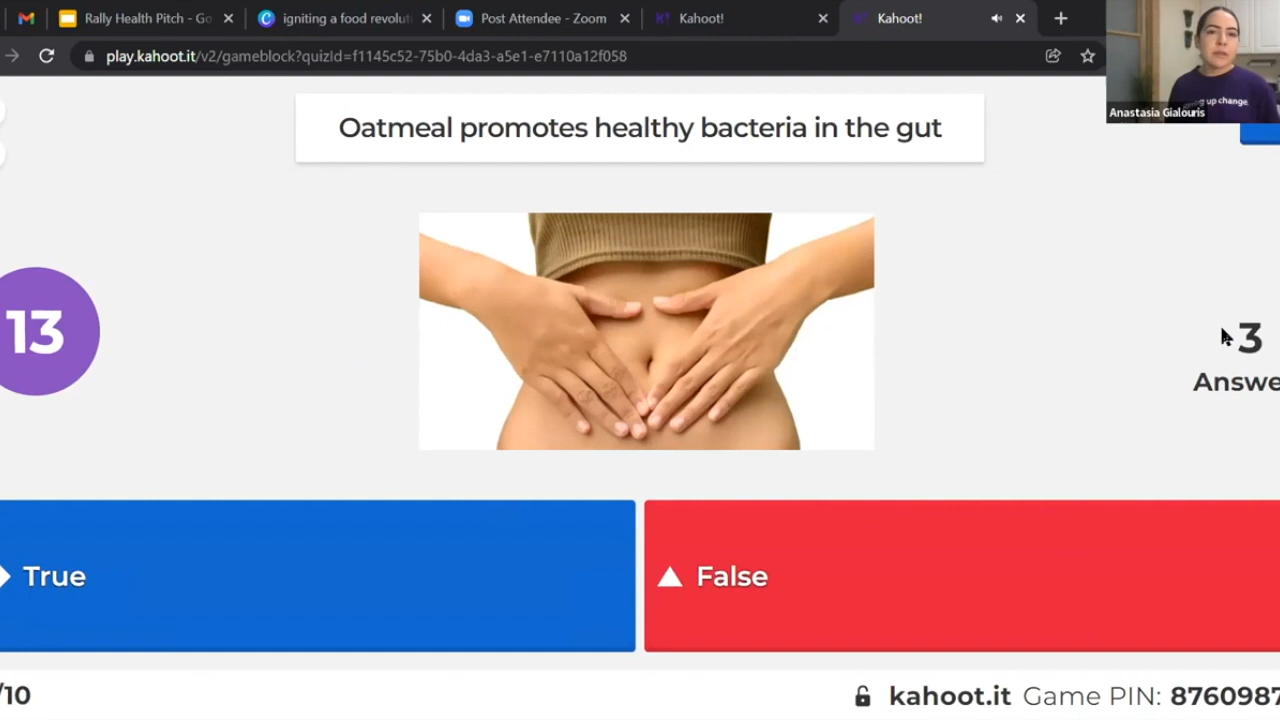 Rally Health Pitch - Go
igniting a food revoluti
Post Attendee - Zoom
Kahoot!
Kahoot!
play.kahoot.it/v2/gameblock?quizId=f1145c52-75b0-4da3-a5e1-e7110a12f058
up change.
Anastasia Gialouris
Oatmeal promotes healthy bacteria in the gut
13
3
Answe
True
False
/10
kahoot.it Game PIN: 8760987